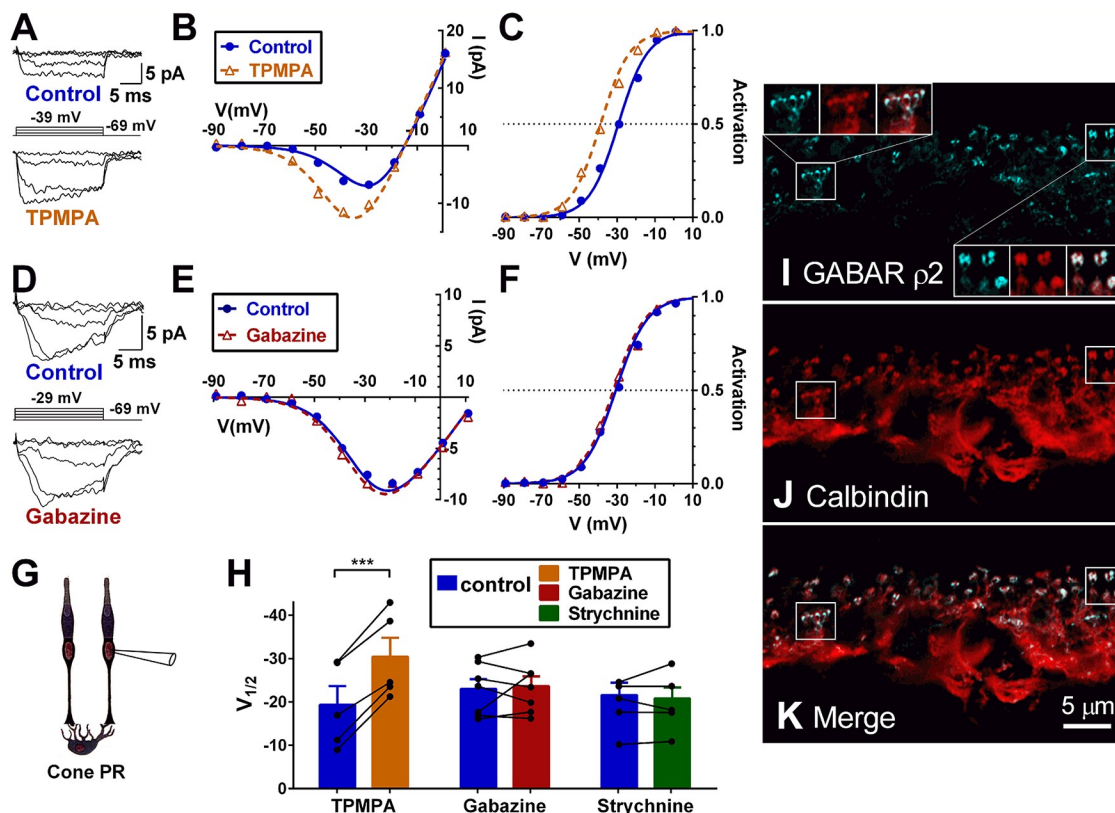 A
5 pA
5 ms
Control
-39 mV
-69 mV
TPMPA
B
Control
TPMPA
I (pA)
V(mV)
-90 -70 -50 -30 10
20
10
-10
C
Activation
1.0
0.5
0.0
-90 -70 -50 -30 -10 10
V (mV)
D
5 pA
5 ms
Control
-29 mV
-69 mV
Gabazine
E
Control
Gabazine
I (pA)
V(mV)
-90 -70 -50 -30 -10 10
10
5
-5
-10
F
Activation
1.0
0.5
0.0
-90 -70 -50 -30 -10 10
V (mV)
G
Cone PR
H
control
TPMPA
Gabazine
Strychnine
***
V1/2
-40
-30
-20
-10
0
TPMPA Gabazine Strychnine
I GABAR ρ2
J Calbindin
K Merge
5 µm